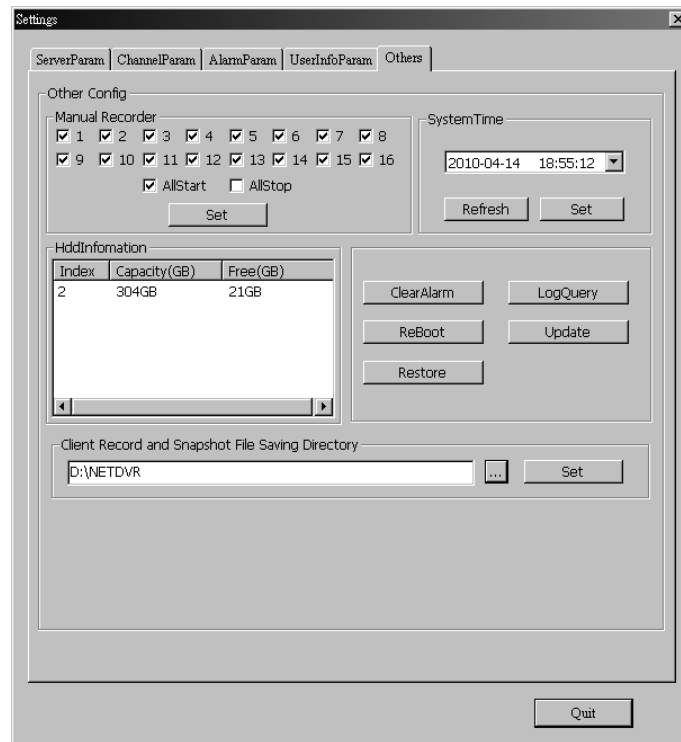 Settings
ServerParam ChannelParam AlarmParam UserInfoParam Others
Other Config
Manual Recorder
1 2 3 4 5 6 7 8
9 10 11 12 13 14 15 16
AllStart AllStop
Set
SystemTime
2010-04-14 18:55:12
Refresh Set
HddInfomation
Index Capacity(GB) Free(GB)
2 304GB 21GB
ClearAlarm LogQuery
ReBoot Update
Restore
Client Record and Snapshot File Saving Directory
D:\NETDVR ... Set
Quit